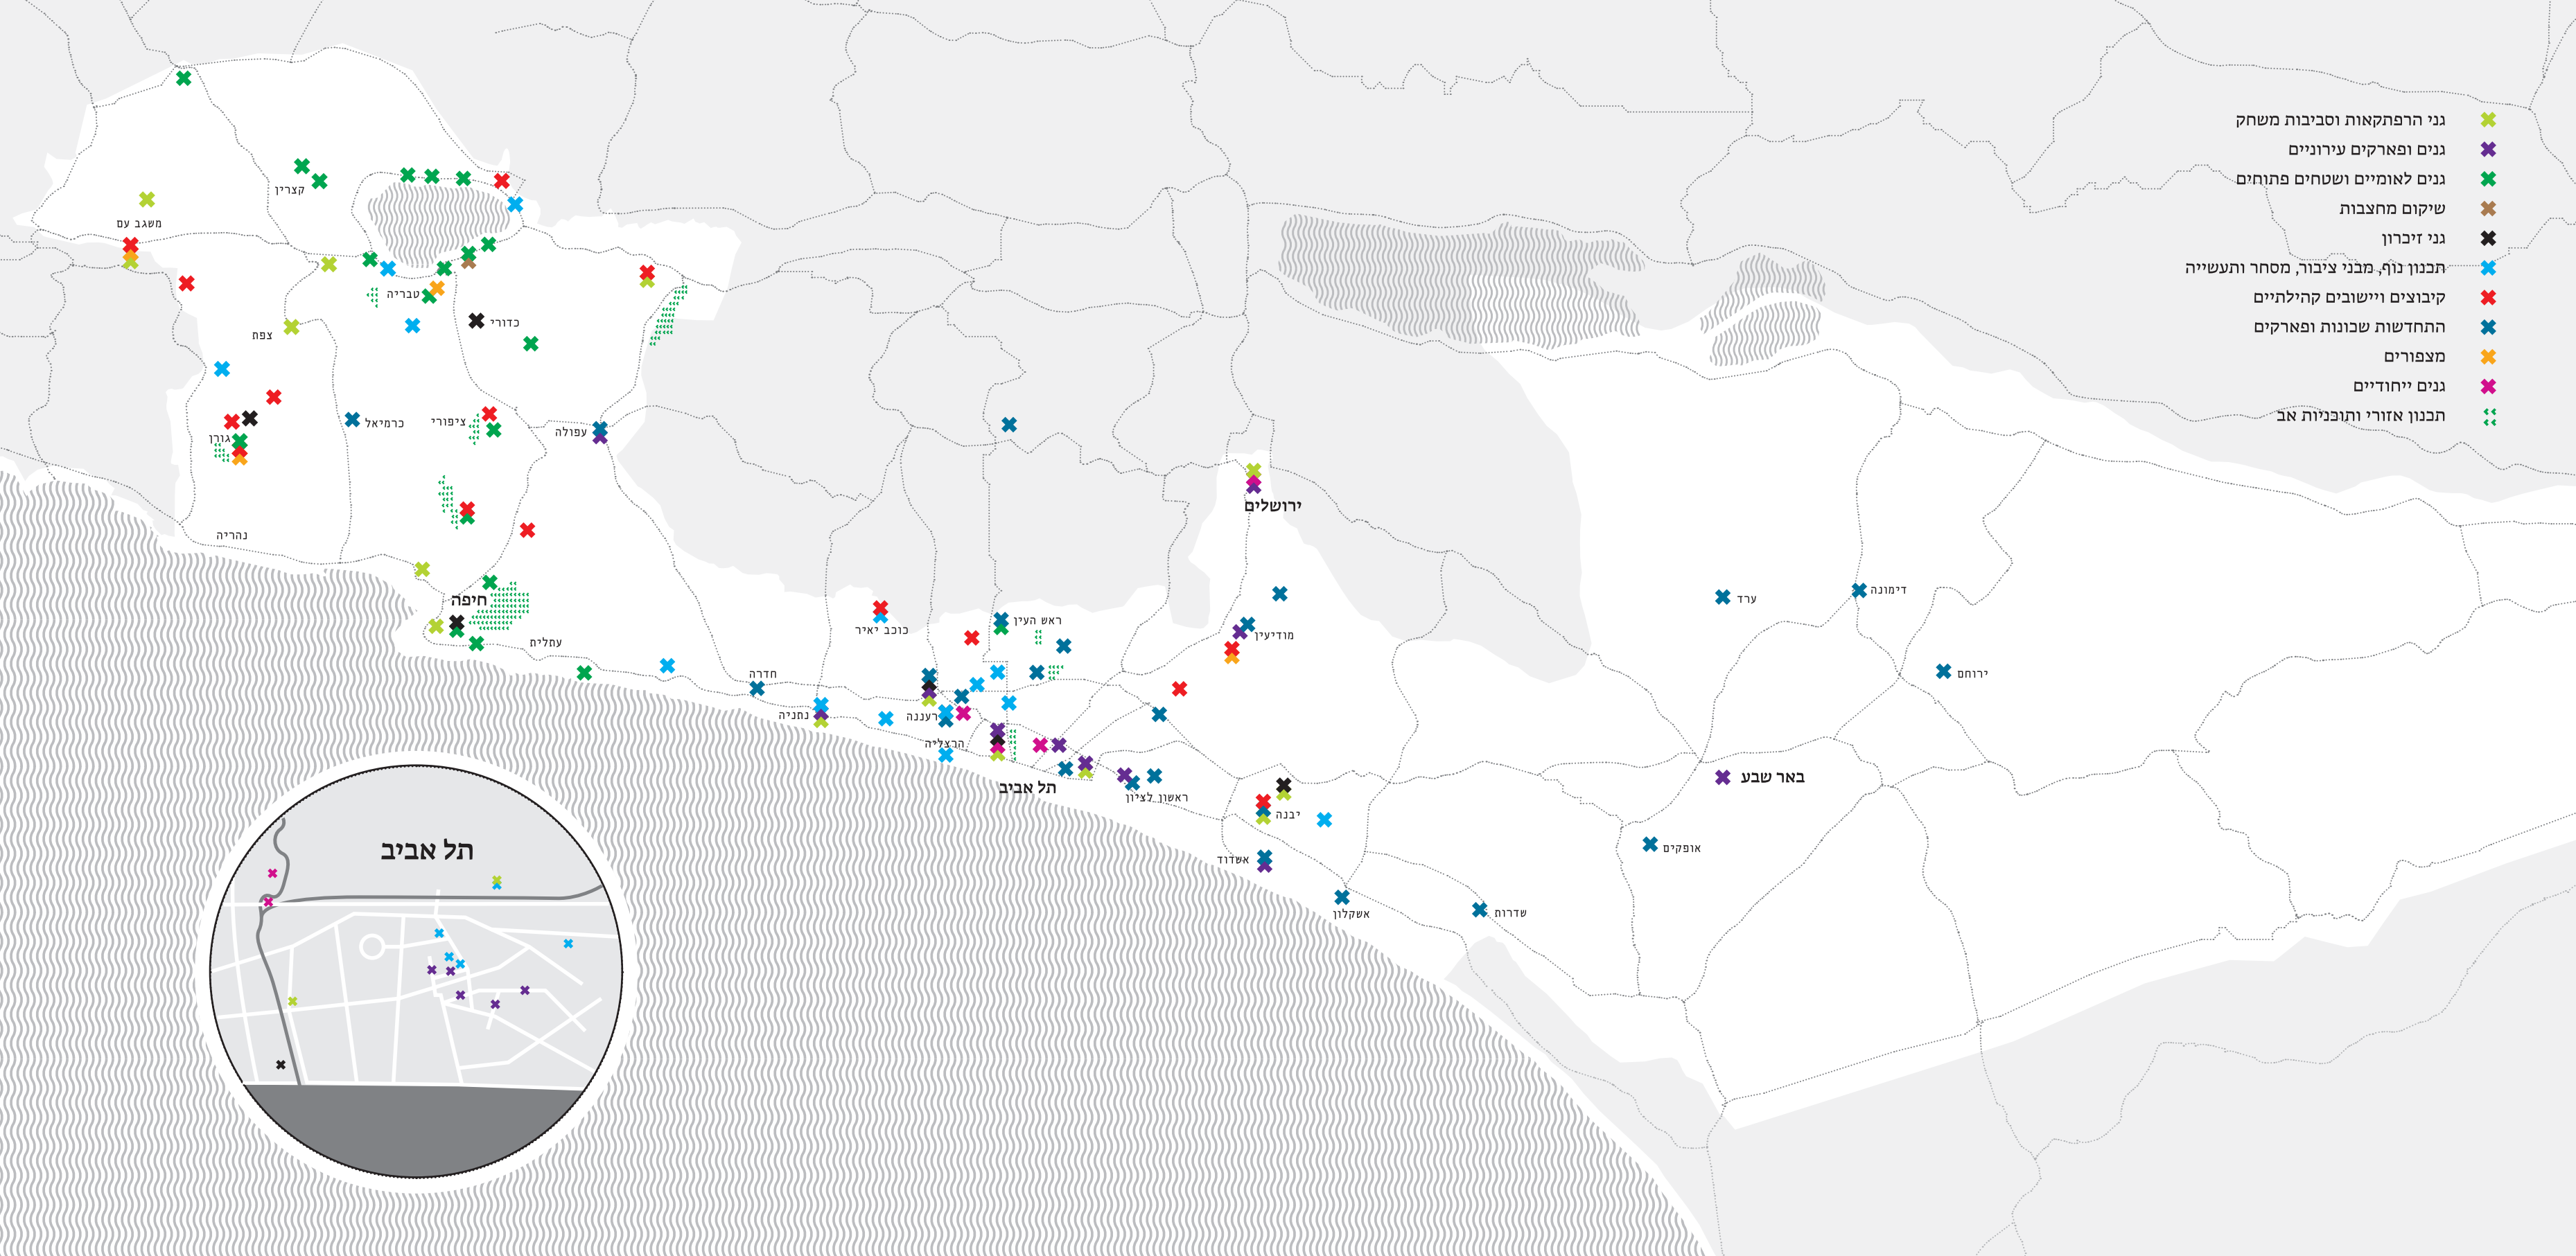 גני הרפתקאות וסביבות משחק
גנים ופארקים עירוניים
גנים לאומיים ושטחים פתוחים
שיקום מחצבות
גני זיכרון
תכנון נוף, מבני ציבור, מסחר ותעשייה
קיבוצים ויישובים קהילתיים
התחדשות שכונות ופארקים
מצפורים
גנים ייחודיים
תכנון אזורי ותוכניות אב
קצרין
משגב עם
טבריה
כדורי
צפת
כרמיאל
ציפורי
עפולה
גורן
נהריה
חיפה
עתלית
ירושלים
כוכב יאיר
ראש העין
מודיעין
חדרה
נתניה
רעננה
הרצליה
תל אביב
ראשון לציון
יבנה
אשדוד
אשקלון
שדרות
אופקים
באר שבע
ערד
דימונה
ירוחם
תל אביב